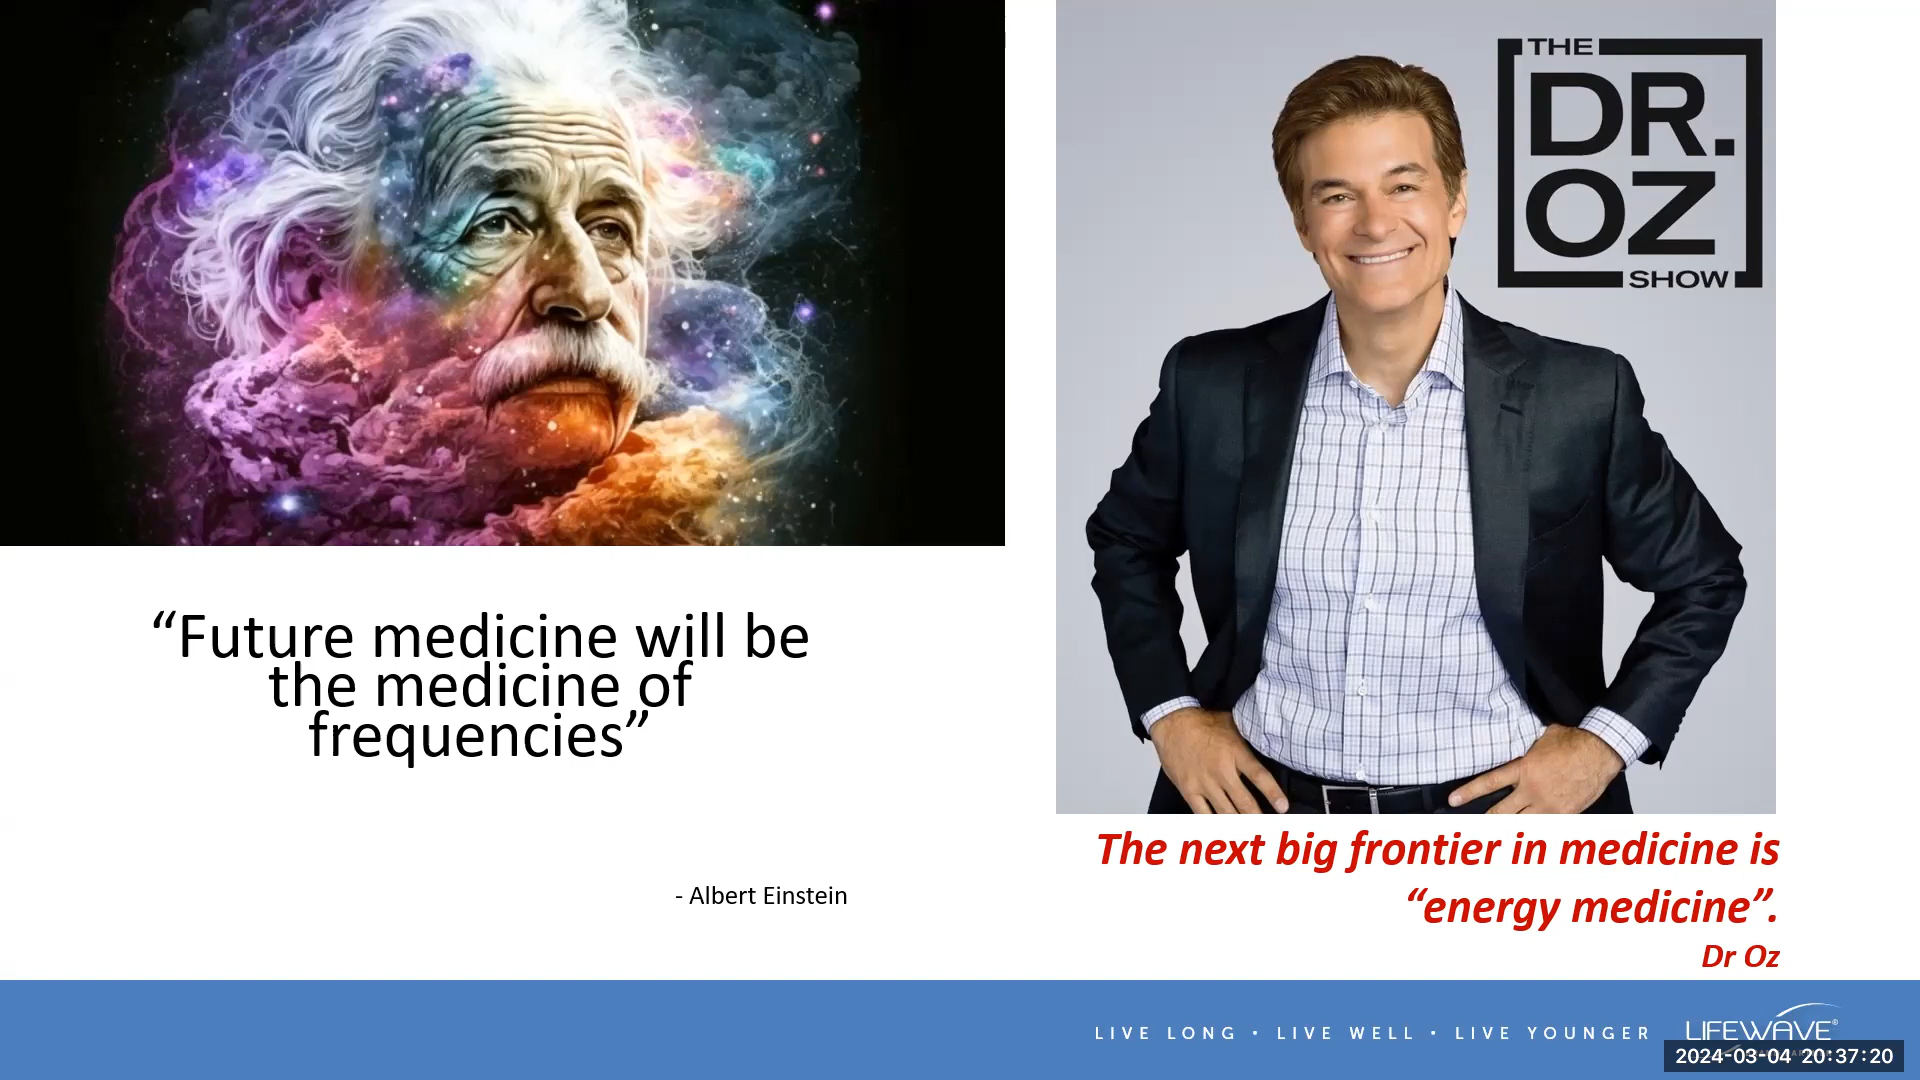 THE
DR.
OZ
SHOW
“Future medicine will be
the medicine of
frequencies”
- Albert Einstein
The next big frontier in medicine is
“energy medicine”.
Dr Oz
LIVE LONG • LIVE WELL • LIVE YOUNGER
LIFEWAVE®
2024-03-04 20:37:20